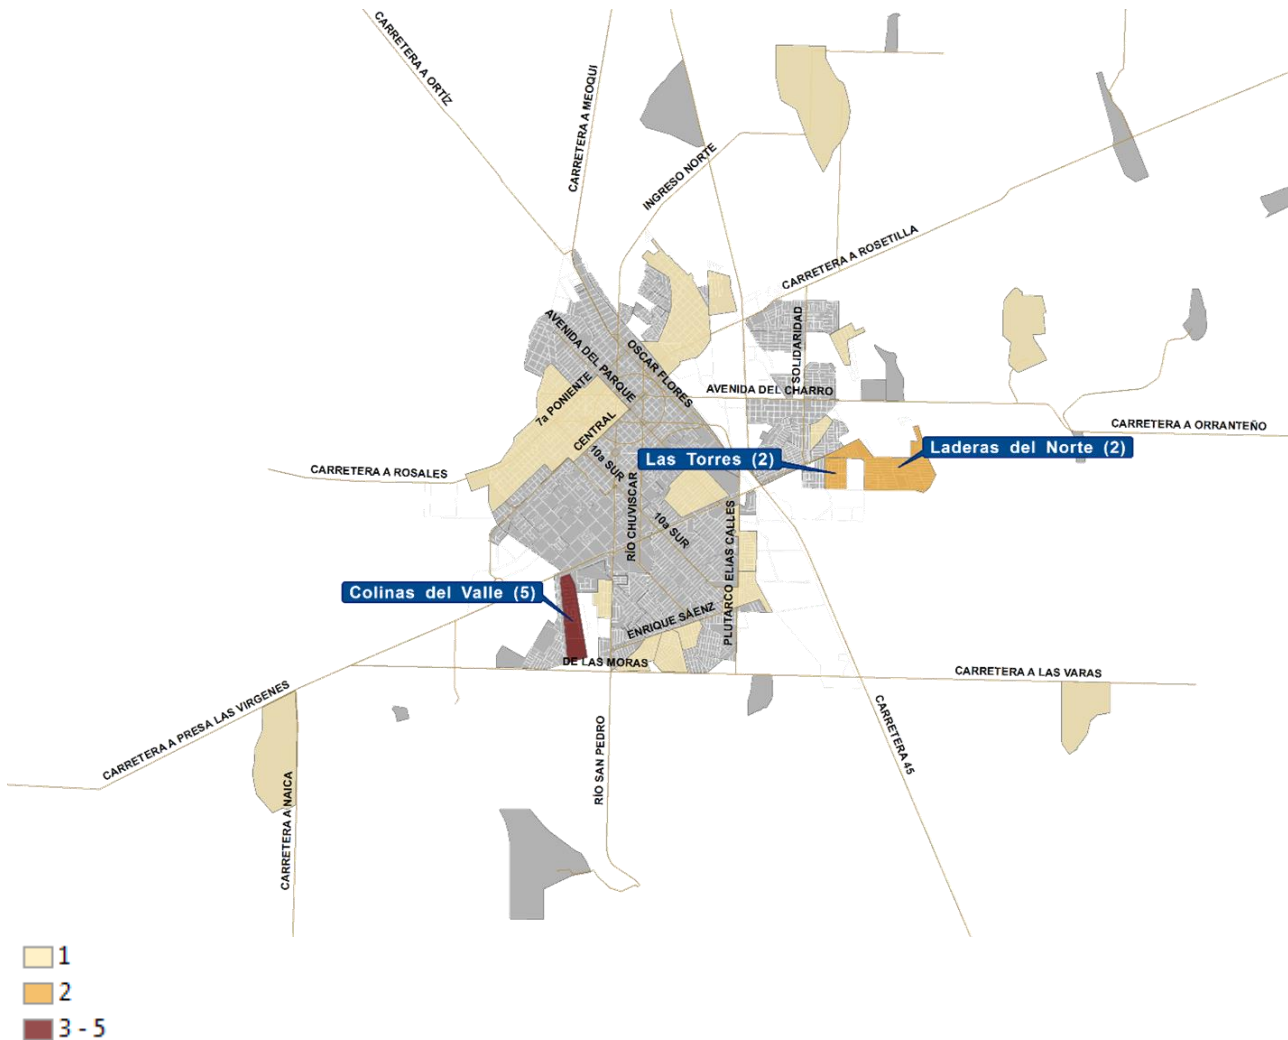 CARRETERA A ORTÍZ
CARRETERA A MEOQUI
INGRESO NORTE
CARRETERA A ROSETILLA
AVENIDA DEL PARQUE
OSCAR FLORES
SOLIDARIDAD
7a PONIENTE
AVENIDA DEL CHARRO
CENTRAL
CARRETERA A ORRANTEÑO
Laderas del Norte (2)
Las Torres (2)
10a SUR
CARRETERA A ROSALES
RÍO CHUVISCAR
10a SUR
PLUTARCO ELIAS CALLES
Colinas del Valle (5)
ENRIQUE SÁENZ
DE LAS MORAS
CARRETERA A LAS VARAS
CARRETERA A PRESA LAS VIRGENES
CARRETERA 45
RÍO SAN PEDRO
CARRETERA A NAICA
1
2
3 - 5